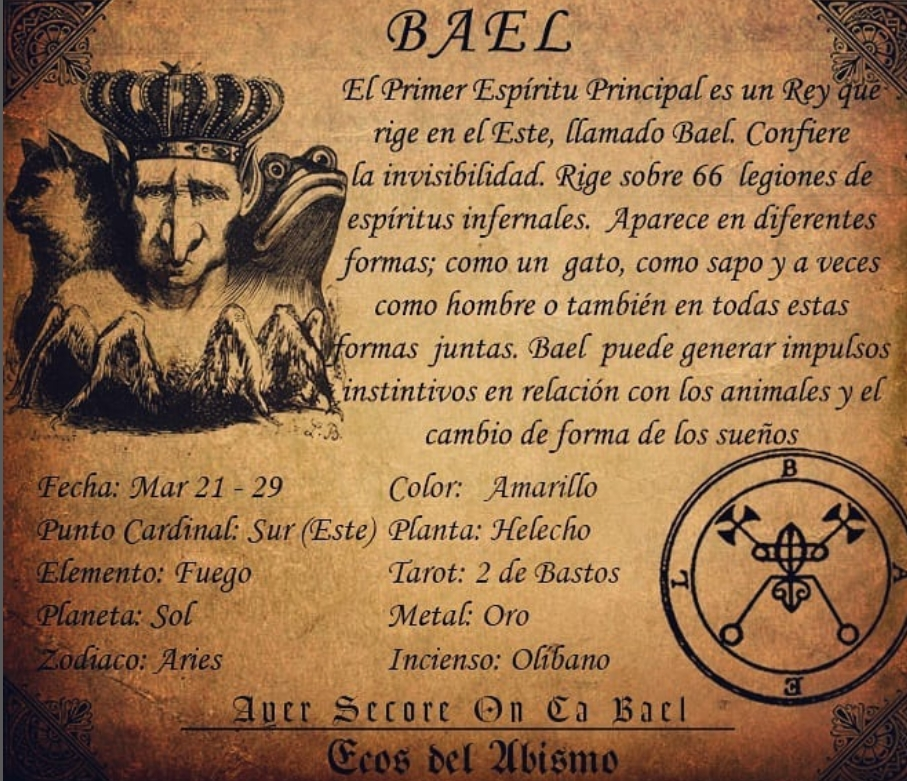 BAEL
El Primer Espíritu Principal es un Rey que
rige en el Este, llamado Bael. Confiere
la invisibilidad. Rige sobre 66 legiones de
espíritus infernales. Aparece en diferentes
formas; como un gato, como sapo y a veces
como hombre o también en todas estas
formas juntas. Bael puede generar impulsos
instintivos en relación con los animales y el
cambio de forma de los sueños
Fecha: Mar 21 - 29
Punto Cardinal: Sur (Este)
Elemento: Fuego
Planeta: Sol
Zodiaco: Aries
Color: Amarillo
Planta: Helecho
Tarot: 2 de Bastos
Metal: Oro
Incienso: Olíbano
B
A
E
L
L.B.
Ayer Secore On Ca Bael
Ecos del Abismo